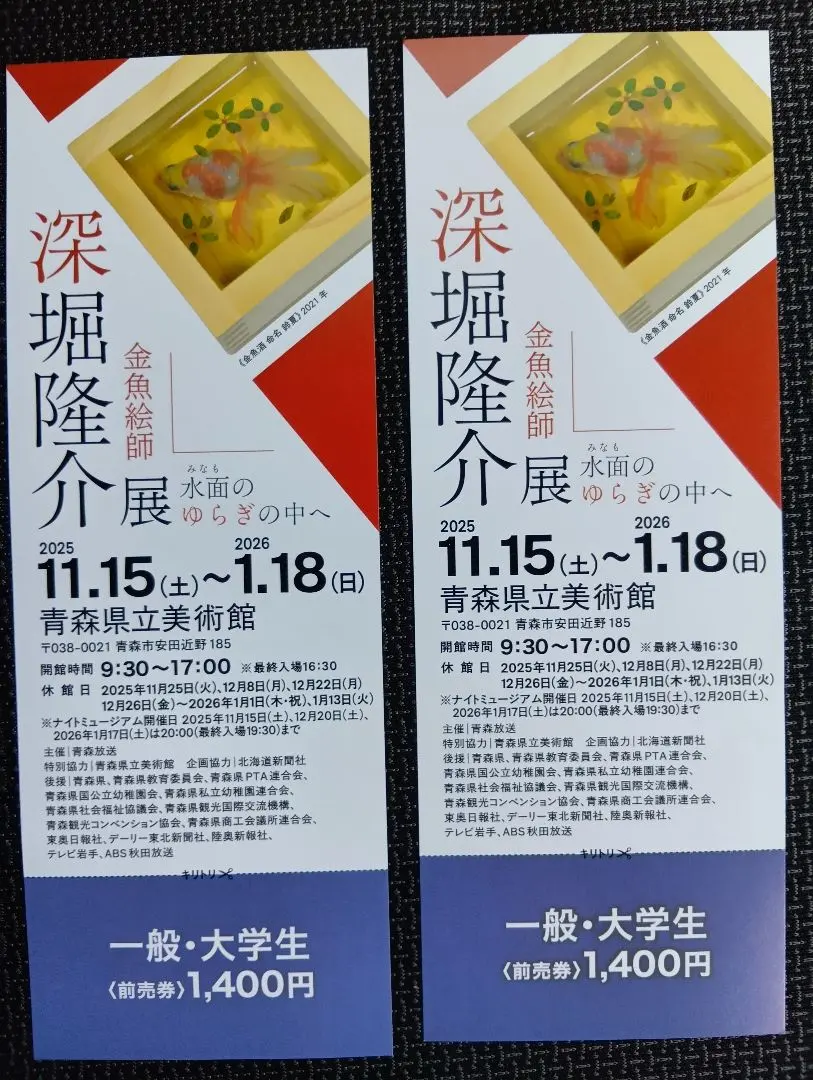 《金魚酒 命名 鈴夏》2021年
深堀隆介展
金魚絵師
みなも
水面の
ゆらぎの中へ
2025 2026
11.15(土)〜1.18(日)
青森県立美術館
〒038-0021 青森市安田近野185
開館時間 9:30〜17:00 ※最終入場16:30
休館日 2025年11月25日(火)、12月8日(月)、12月22日(月)
12月26日(金)〜2026年1月1日(木・祝)、1月13日(火)
※ナイトミュージアム開催日 2025年11月15日(土)、12月20日(土)、
2026年1月17日(土)は20:00(最終入場19:30)まで
主催|青森放送
特別協力|青森県立美術館 企画協力|北海道新聞社
後援|青森県、青森県教育委員会、青森県PTA連合会、
青森県国公立幼稚園会、青森県私立幼稚園連合会、
青森県社会福祉協議会、青森県観光国際交流機構、
青森観光コンベンション協会、青森県商工会議所連合会、
東奥日報社、デーリー東北新聞社、陸奥新報社、
テレビ岩手、ABS秋田放送
キリトリ
一般・大学生
〈前売券〉1,400円
《金魚酒 命名 鈴夏》2021年
深堀隆介展
金魚絵師
みなも
水面の
ゆらぎの中へ
2025 2026
11.15(土)〜1.18(日)
青森県立美術館
〒038-0021 青森市安田近野185
開館時間 9:30〜17:00 ※最終入場16:30
休館日 2025年11月25日(火)、12月8日(月)、12月22日(月)
12月26日(金)〜2026年1月1日(木・祝)、1月13日(火)
※ナイトミュージアム開催日 2025年11月15日(土)、12月20日(土)、
2026年1月17日(土)は20:00(最終入場19:30)まで
主催|青森放送
特別協力|青森県立美術館 企画協力|北海道新聞社
後援|青森県、青森県教育委員会、青森県PTA連合会、
青森県国公立幼稚園会、青森県私立幼稚園連合会、
青森県社会福祉協議会、青森県観光国際交流機構、
青森観光コンベンション協会、青森県商工会議所連合会、
東奥日報社、デーリー東北新聞社、陸奥新報社、
テレビ岩手、ABS秋田放送
キリトリ
一般・大学生
〈前売券〉1,400円